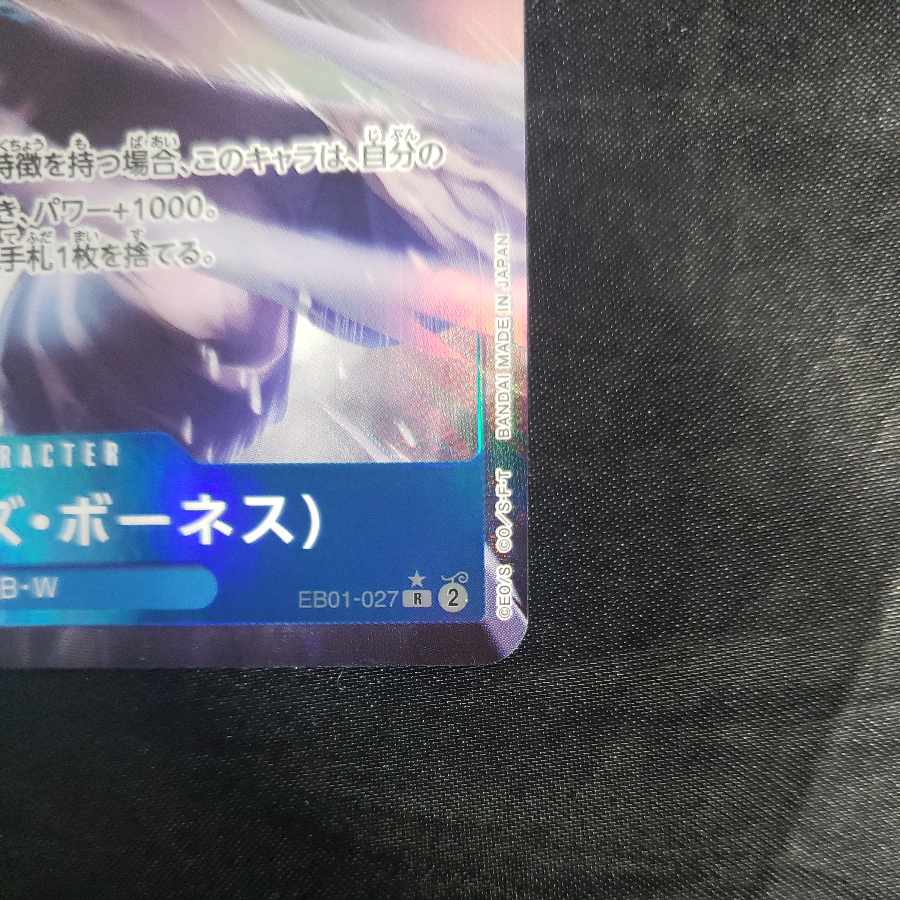 特徴を持つ場合、このキャラは、自分の
き、パワー+1000。
手札1枚を捨てる。
RACTER
ズ・ボーネス)
B・W
EB01-027 R 2
©EO/S ©O/S・F・T BANDAI MADE IN JAPAN